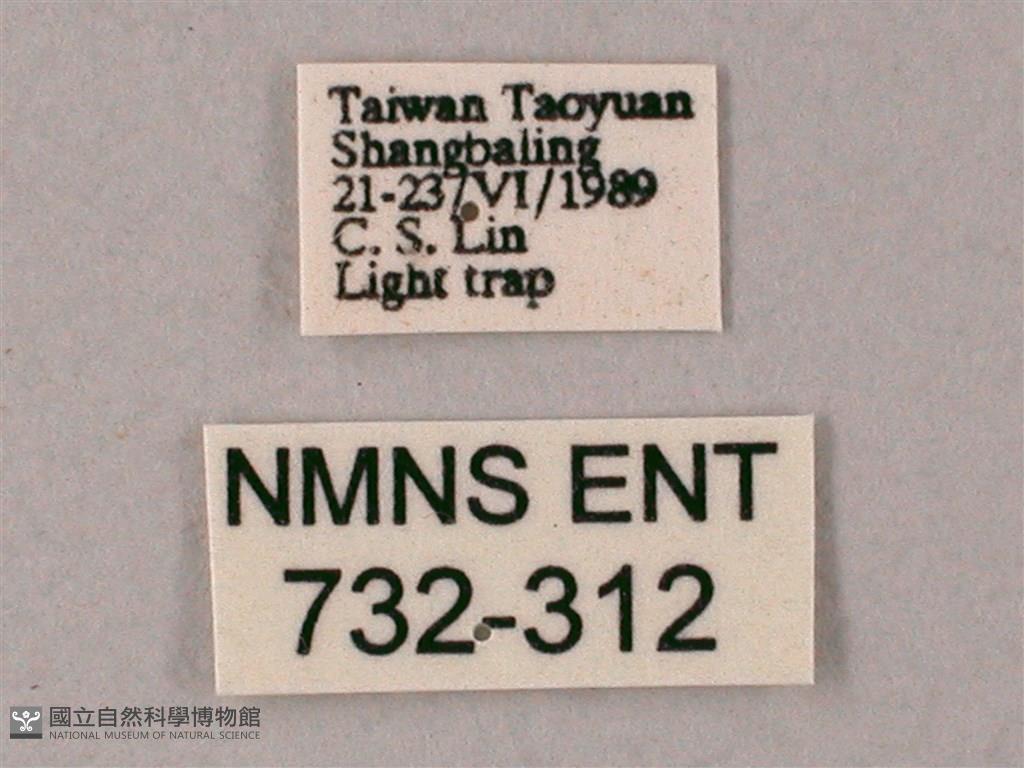 Taiwan Taoyuan
Shangbaling
21-23/VI/1989
C. S. Lin
Light trap
NMNS ENT
732-312
國立自然科學博物館
NATIONAL MUSEUM OF NATURAL SCIENCE